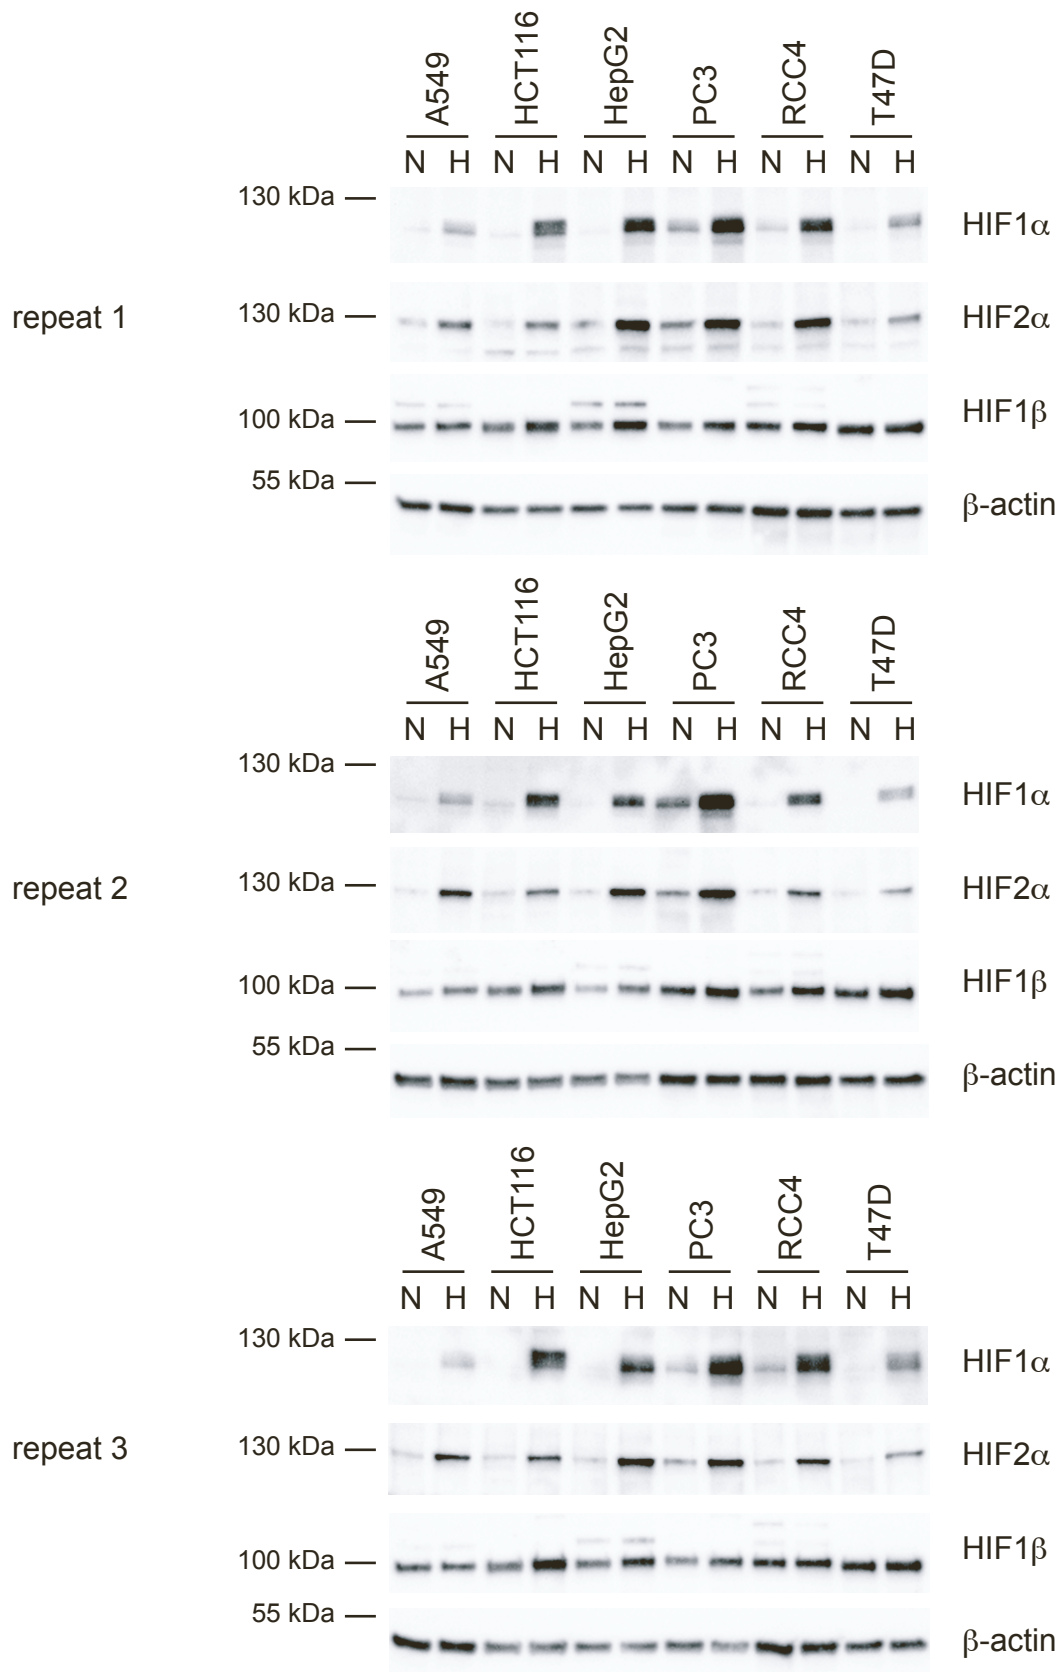 A549 HCT116 HepG2 PC3 RCC4 T47D
N H N H N H N H N H N H
130 kDa HIF1α
repeat 1 130 kDa HIF2α
100 kDa HIF1β
55 kDa β-actin
A549 HCT116 HepG2 PC3 RCC4 T47D
N H N H N H N H N H N H
130 kDa HIF1α
repeat 2 130 kDa HIF2α
100 kDa HIF1β
55 kDa β-actin
A549 HCT116 HepG2 PC3 RCC4 T47D
N H N H N H N H N H N H
130 kDa HIF1α
repeat 3 130 kDa HIF2α
100 kDa HIF1β
55 kDa β-actin